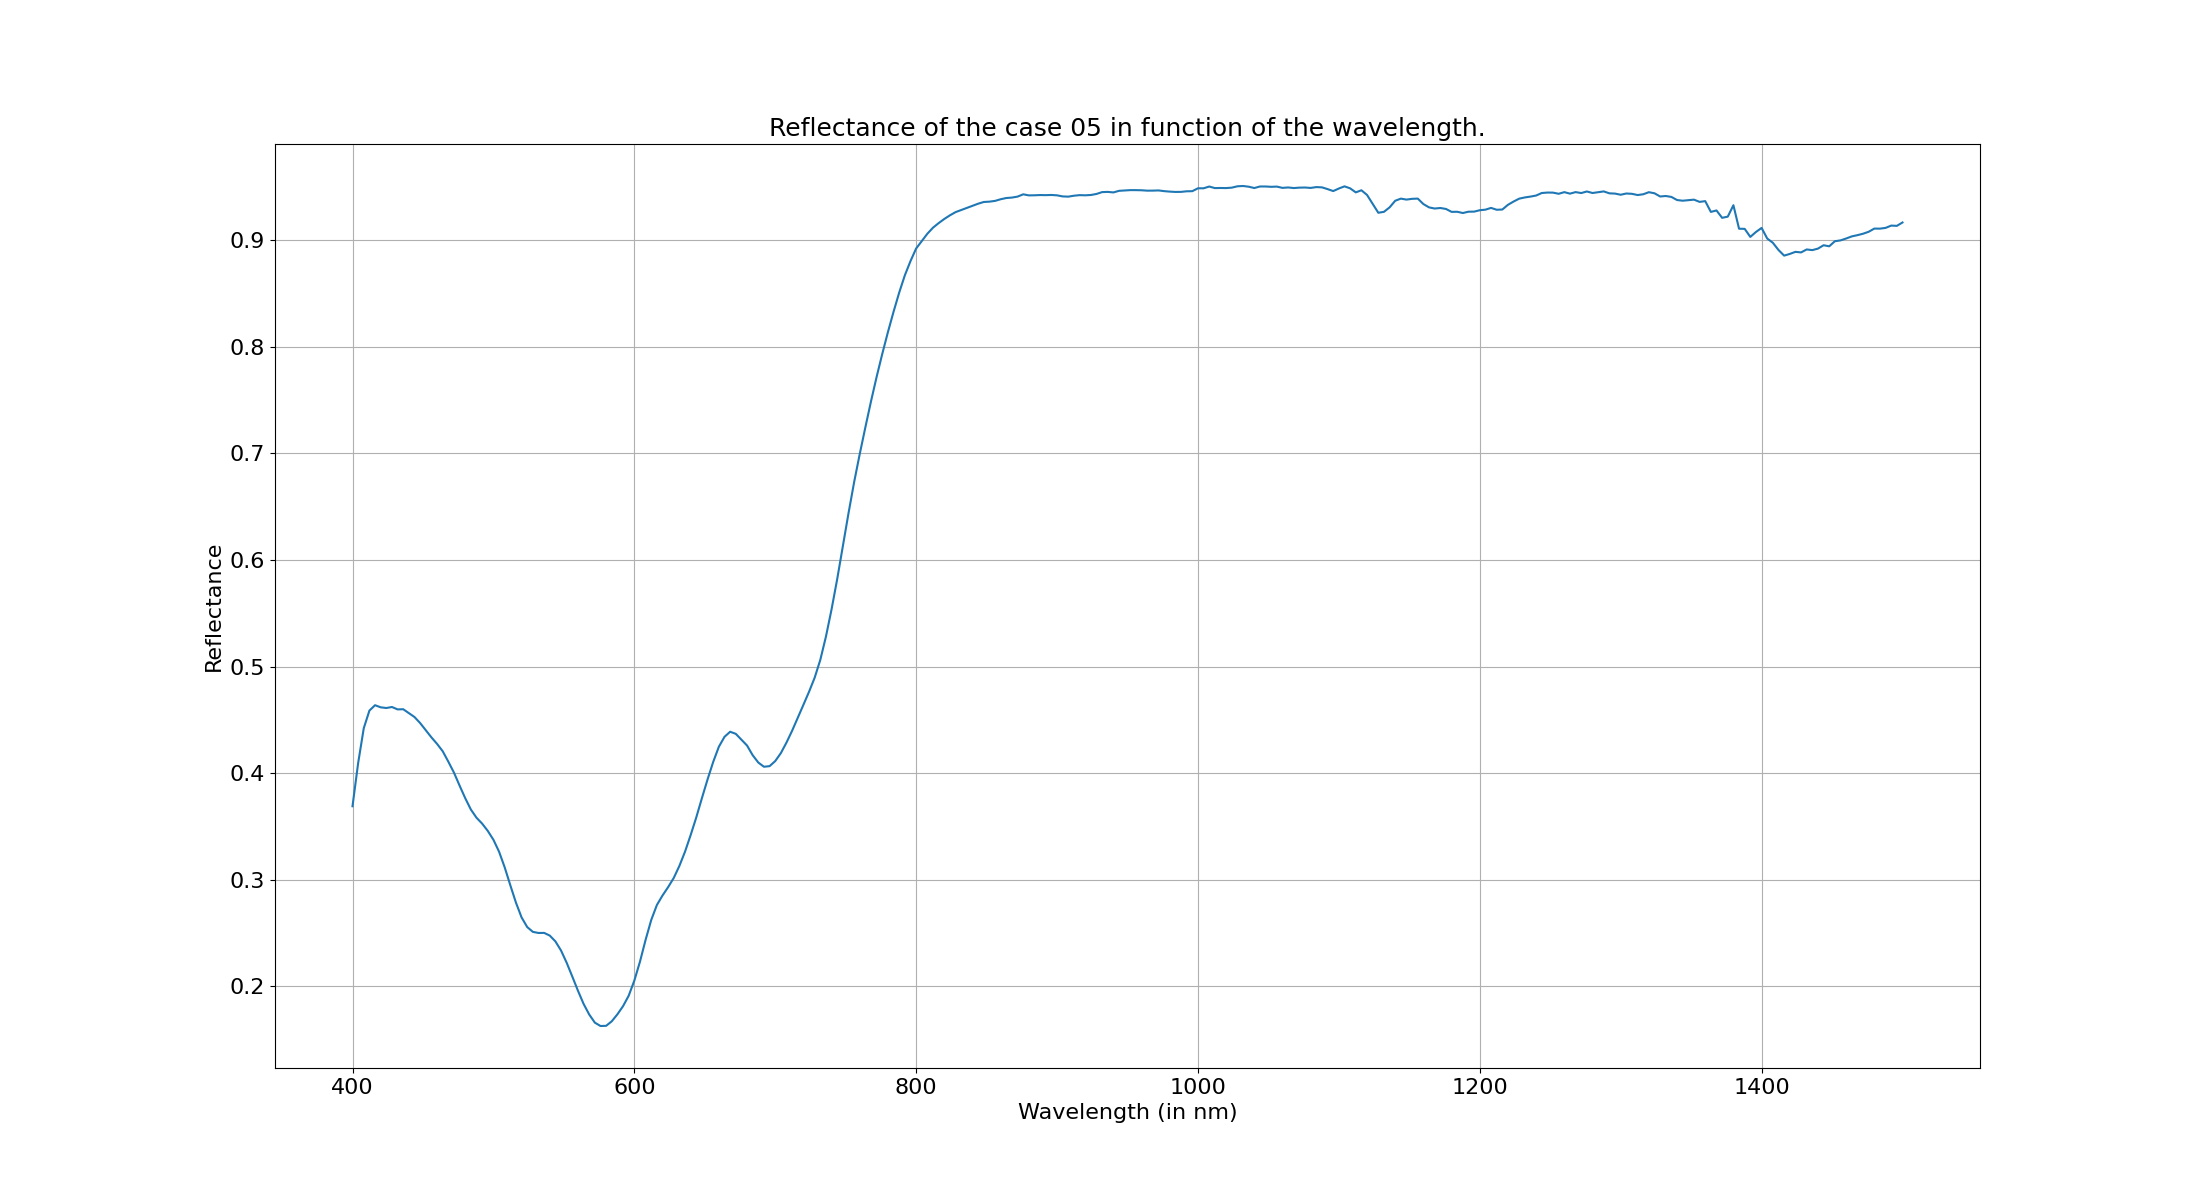 Reflectance of the case 05 in function of the wavelength.
Reflectance
0.9
0.8
0.7
0.6
0.5
0.4
0.3
0.2
400 600 800 1000 1200 1400
Wavelength (in nm)